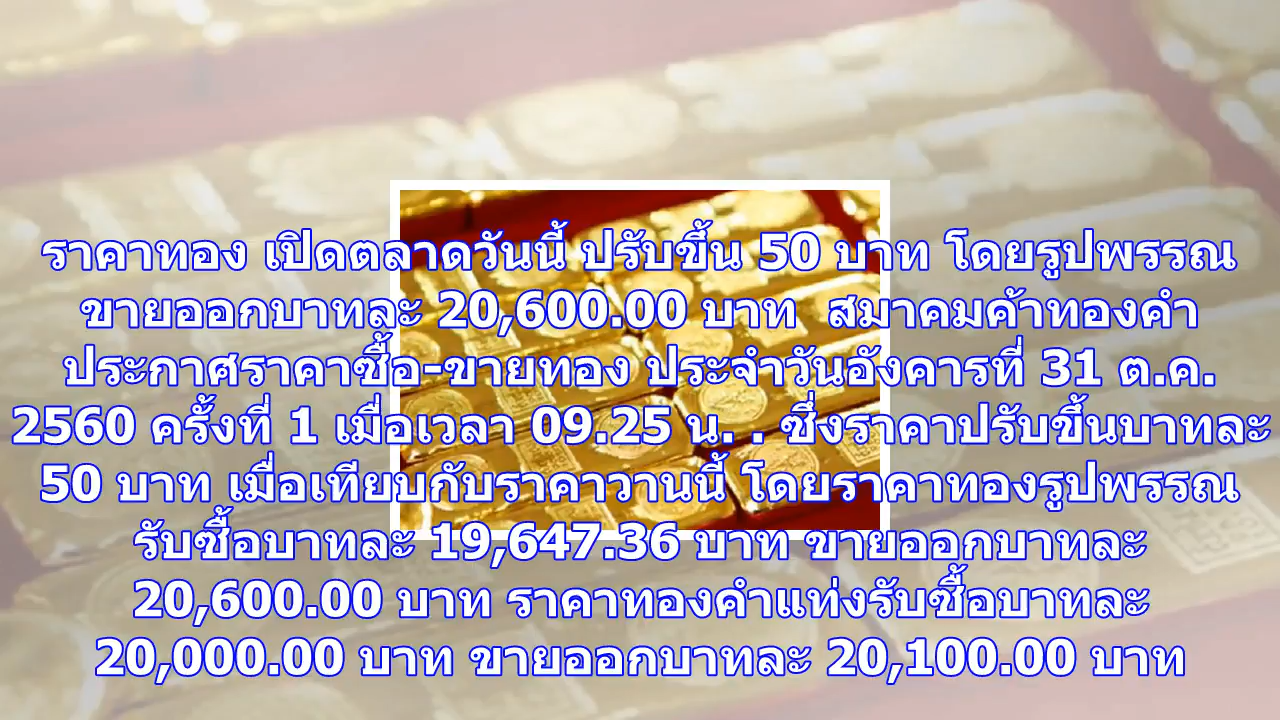 ราคาทอง เปิดตลาดวันนี้ ปรับขึ้น 50 บาท โดยรูปพรรณ
ขายออกบาทละ 20,600.00 บาท  สมาคมค้าทองคำ
ประกาศราคาซื้อ-ขายทอง ประจำวันอังคารที่ 31 ต.ค.
2560 ครั้งที่ 1 เมื่อเวลา 09.25 น. . ซึ่งราคาปรับขึ้นบาทละ
50 บาท เมื่อเทียบกับราคาวานนี้ โดยราคาทองรูปพรรณ
รับซื้อบาทละ 19,647.36 บาท ขายออกบาทละ
20,600.00 บาท ราคาทองคำแท่งรับซื้อบาทละ
20,000.00 บาท ขายออกบาทละ 20,100.00 บาท